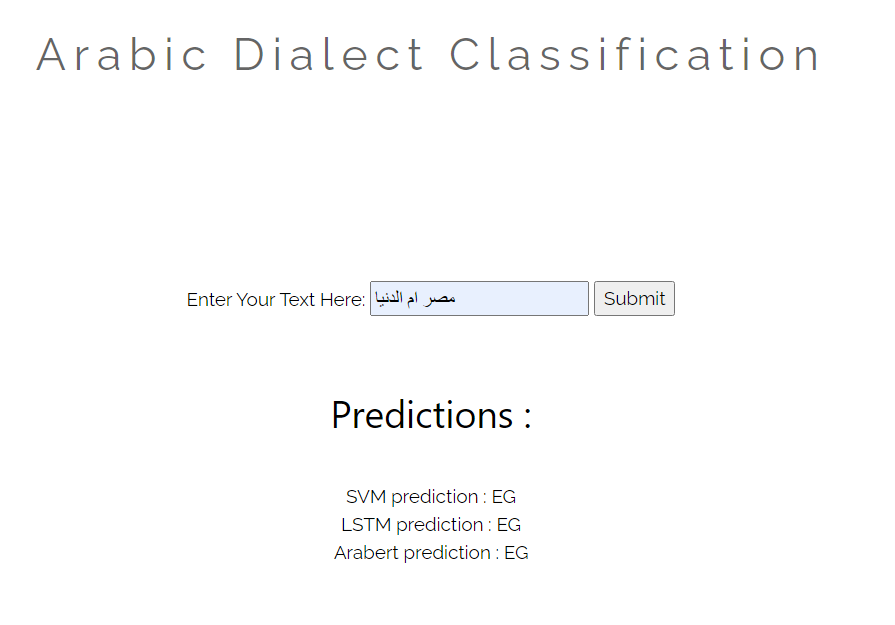 Arabic Dialect Classification
Enter Your Text Here: مصر ام الدنيا Submit
Predictions :
SVM prediction : EG
LSTM prediction : EG
Arabert prediction : EG